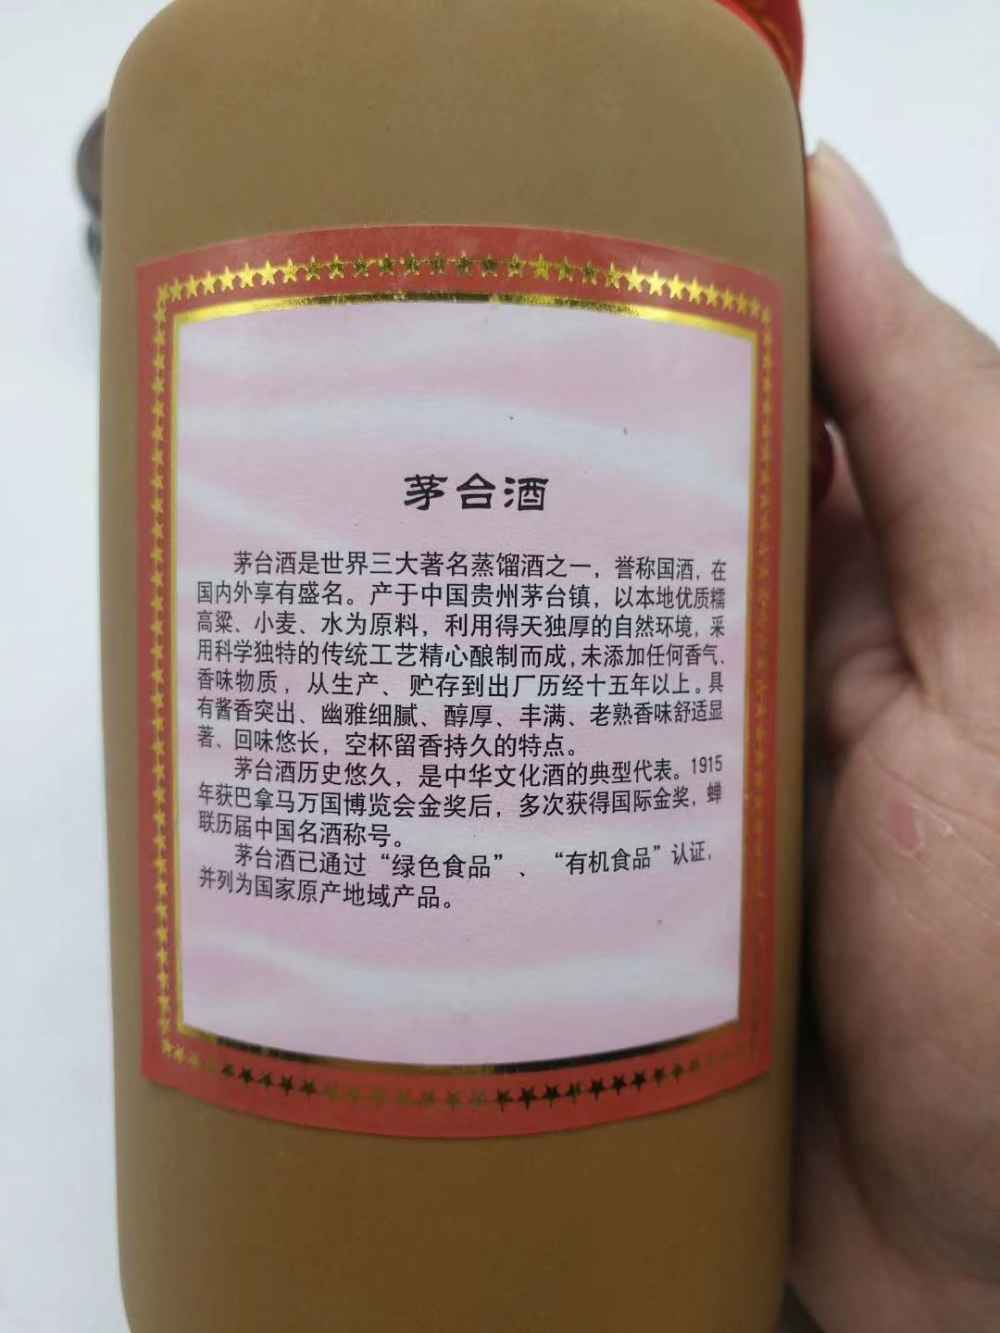 茅台酒
茅台酒是世界三大著名蒸馏酒之一，誉称国酒，在
国内外享有盛名。产于中国贵州茅台镇，以本地优质糯
高粱、小麦、水为原料，利用得天独厚的自然环境，采
用科学独特的传统工艺精心酿制而成，未添加任何香气、
香味物质，从生产、贮存到出厂历经十五年以上。具
有酱香突出、幽雅细腻、醇厚、丰满、老熟香味舒适显
著、回味悠长，空杯留香持久的特点。
茅台酒历史悠久，是中华文化酒的典型代表。1915
年获巴拿马万国博览会金奖后，多次获得国际金奖，蝉
联历届中国名酒称号。
茅台酒已通过“绿色食品”、“有机食品”认证，
并列为国家原产地域产品。